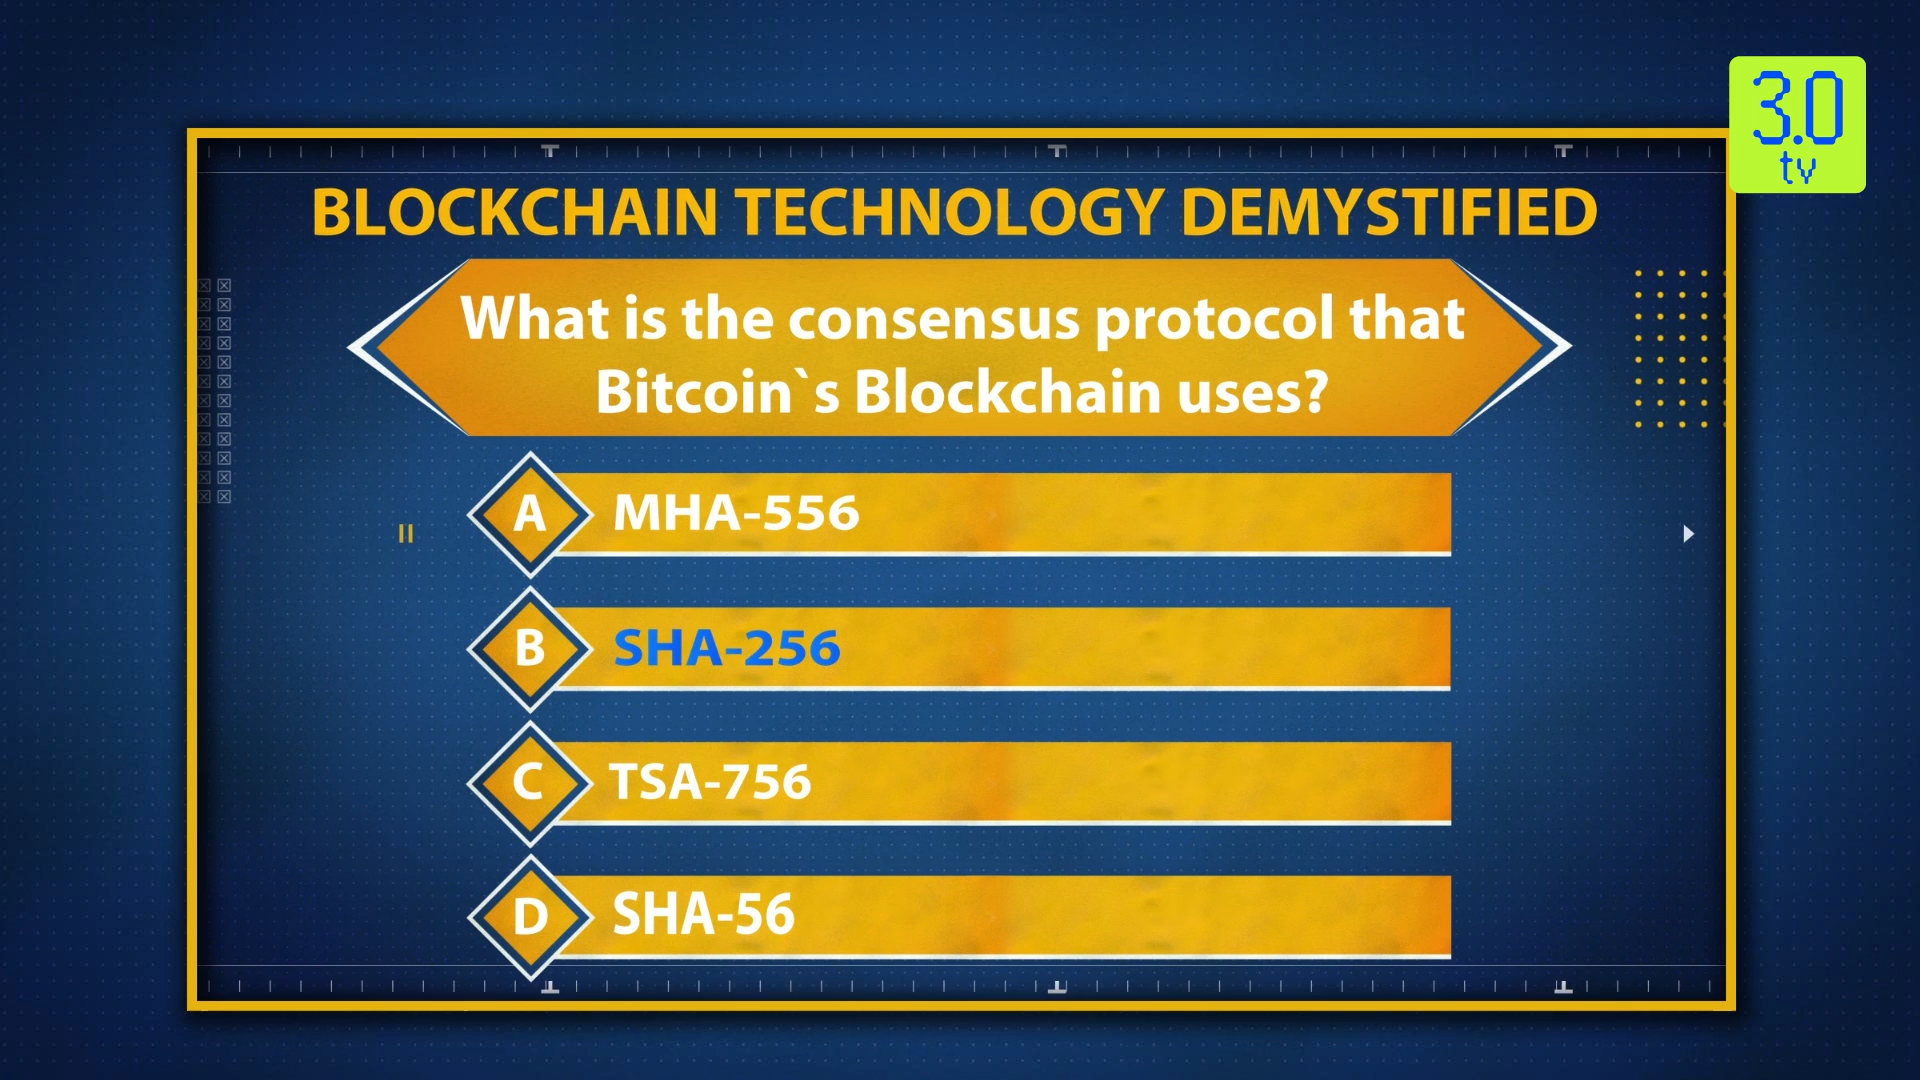 3.0
tv
BLOCKCHAIN TECHNOLOGY DEMYSTIFIED
What is the consensus protocol that
Bitcoin`s Blockchain uses?
A MHA-556
B SHA-256
C TSA-756
D SHA-56